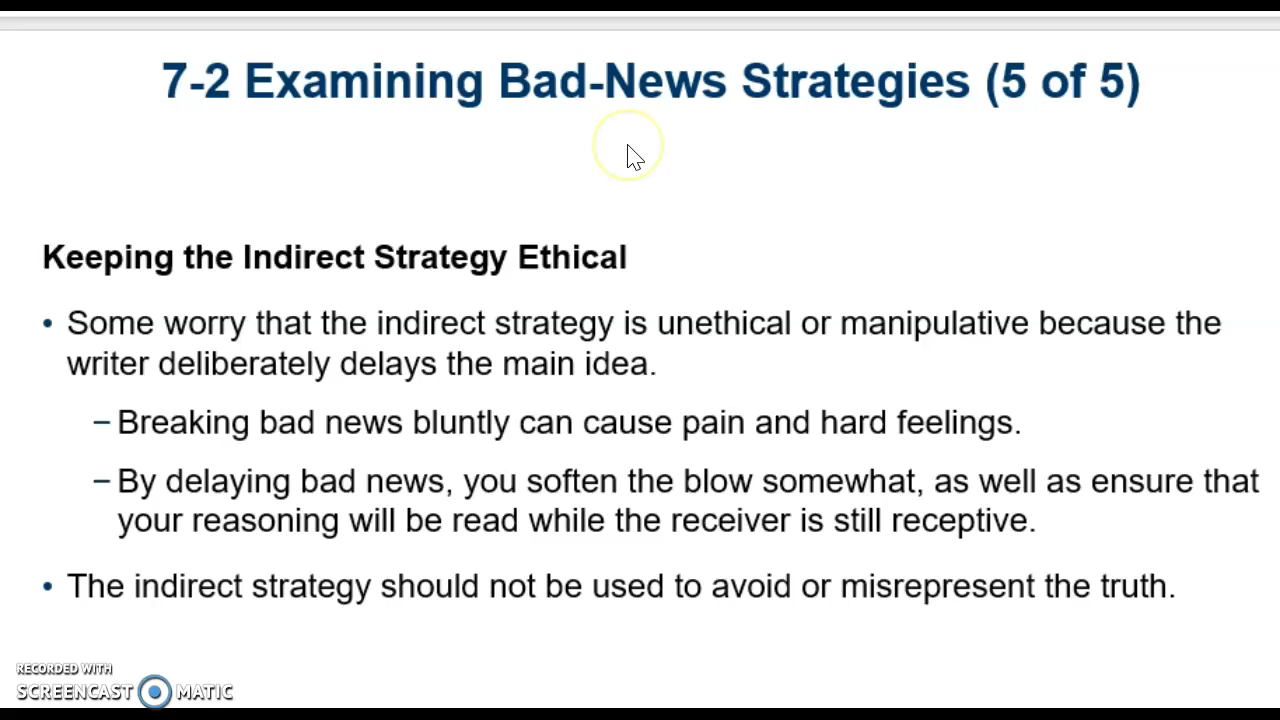 7-2 Examining Bad-News Strategies (5 of 5)
Keeping the Indirect Strategy Ethical
• Some worry that the indirect strategy is unethical or manipulative because the
writer deliberately delays the main idea.
– Breaking bad news bluntly can cause pain and hard feelings.
– By delaying bad news, you soften the blow somewhat, as well as ensure that
your reasoning will be read while the receiver is still receptive.
• The indirect strategy should not be used to avoid or misrepresent the truth.
RECORDED WITH
SCREENCAST MATIC